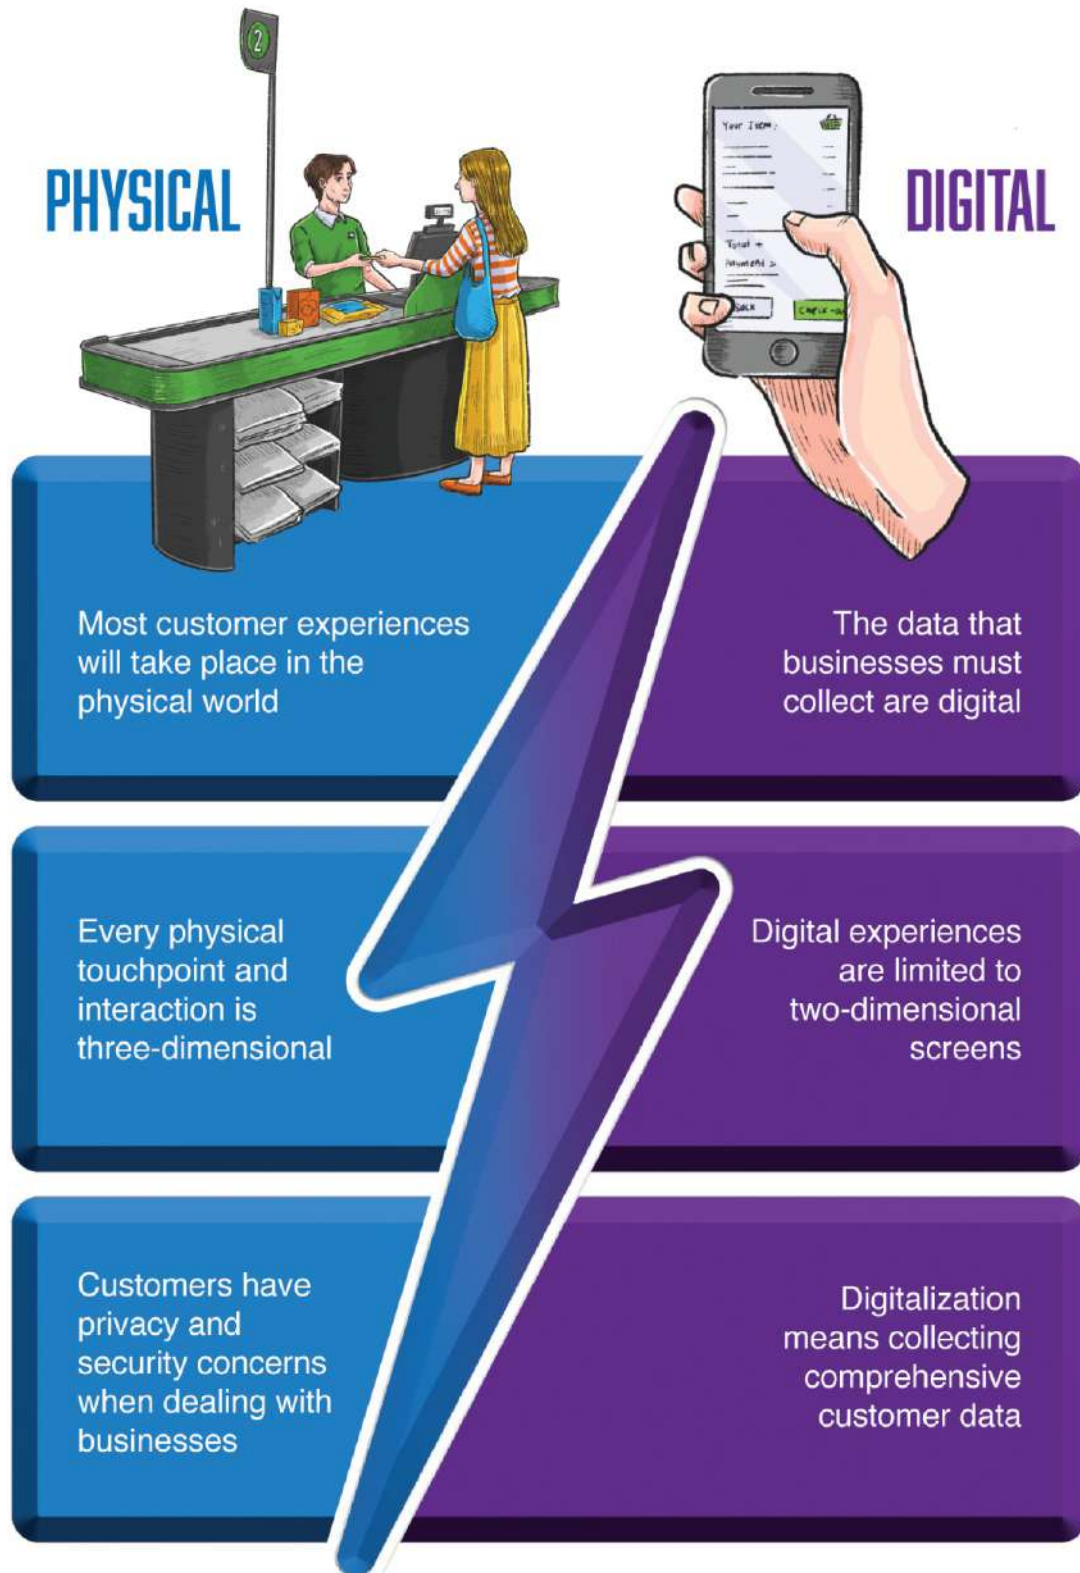 2
PHYSICAL
Your Item:
Total
Payment
BACK
CHECK-OUT
DIGITAL
Most customer experiences
will take place in the
physical world
The data that
businesses must
collect are digital
Every physical
touchpoint and
interaction is
three-dimensional
Digital experiences
are limited to
two-dimensional
screens
Customers have
privacy and
security concerns
when dealing with
businesses
Digitalization
means collecting
comprehensive
customer data